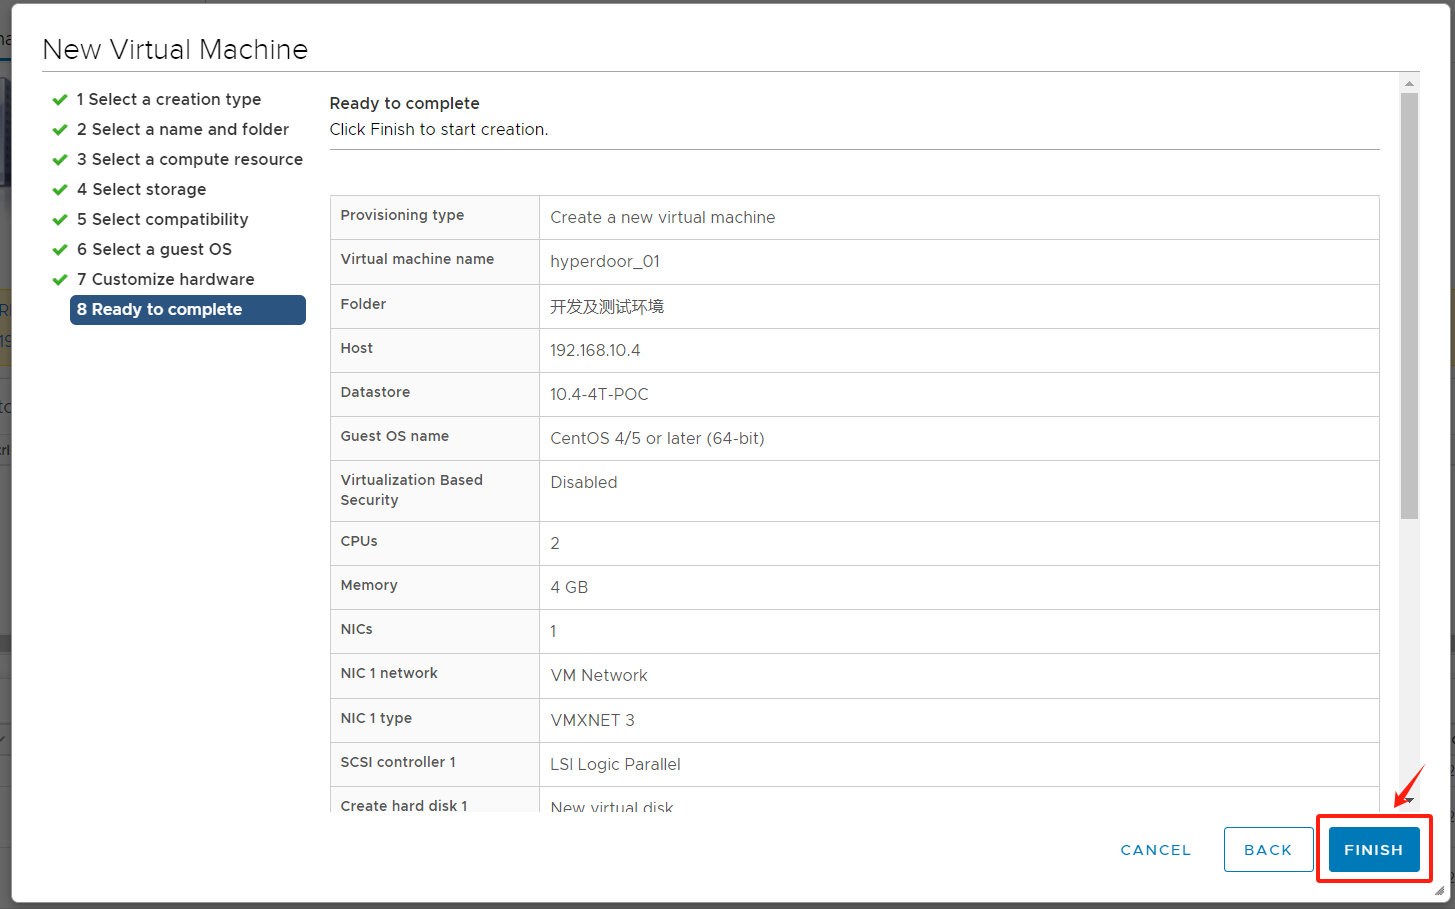 New Virtual Machine
1 Select a creation type
2 Select a name and folder
3 Select a compute resource
4 Select storage
5 Select compatibility
6 Select a guest OS
7 Customize hardware
8 Ready to complete
Ready to complete
Click Finish to start creation.
Provisioning type Create a new virtual machine
Virtual machine name hyperdoor_01
Folder 开发及测试环境
Host 192.168.10.4
Datastore 10.4-4T-POC
Guest OS name CentOS 4/5 or later (64-bit)
Virtualization Based Security Disabled
CPUs 2
Memory 4 GB
NICs 1
NIC 1 network VM Network
NIC 1 type VMXNET 3
SCSI controller 1 LSI Logic Parallel
Create hard disk 1 New virtual disk
CANCEL BACK FINISH